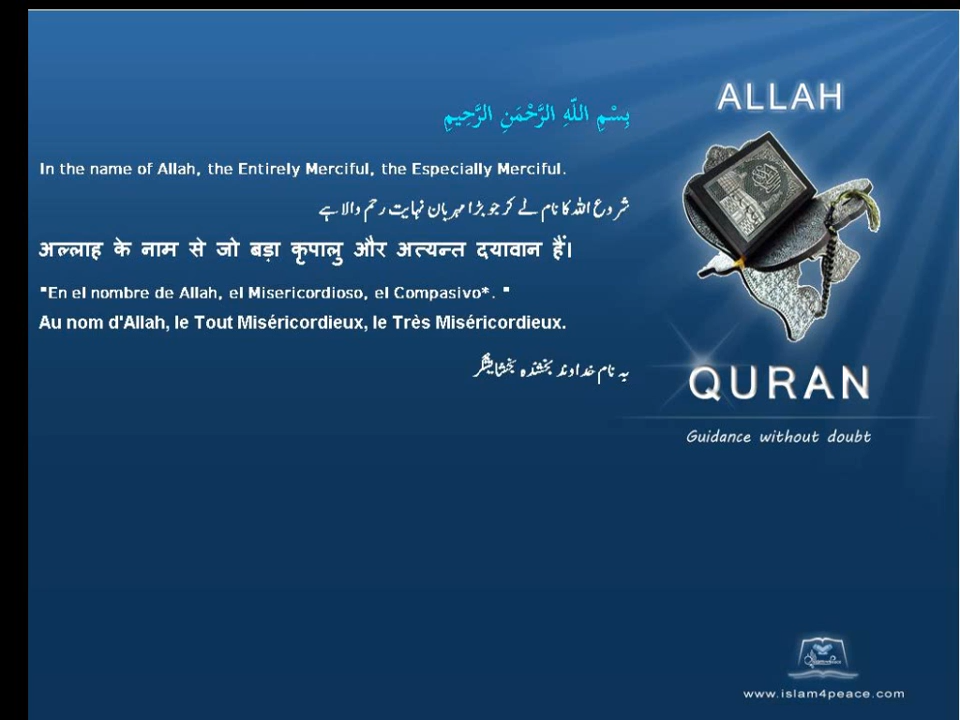 بِسْمِ اللَّهِ الرَّحْمَنِ الرَّحِيمِ
In the name of Allah, the Entirely Merciful, the Especially Merciful.
شروع الله کا نام لے کر جو بڑا مہربان نہایت رحم والا ہے
अल्लाह के नाम से जो बड़ा कृपालु और अत्यन्त दयावान हैं।
"En el nombre de Allah, el Misericordioso, el Compasivo*. "
Au nom d'Allah, le Tout Miséricordieux, le Très Miséricordieux.
به نام خداوند بخشنده بخشایشگر
ALLAH
QURAN
Guidance without doubt
www.islam4peace.com